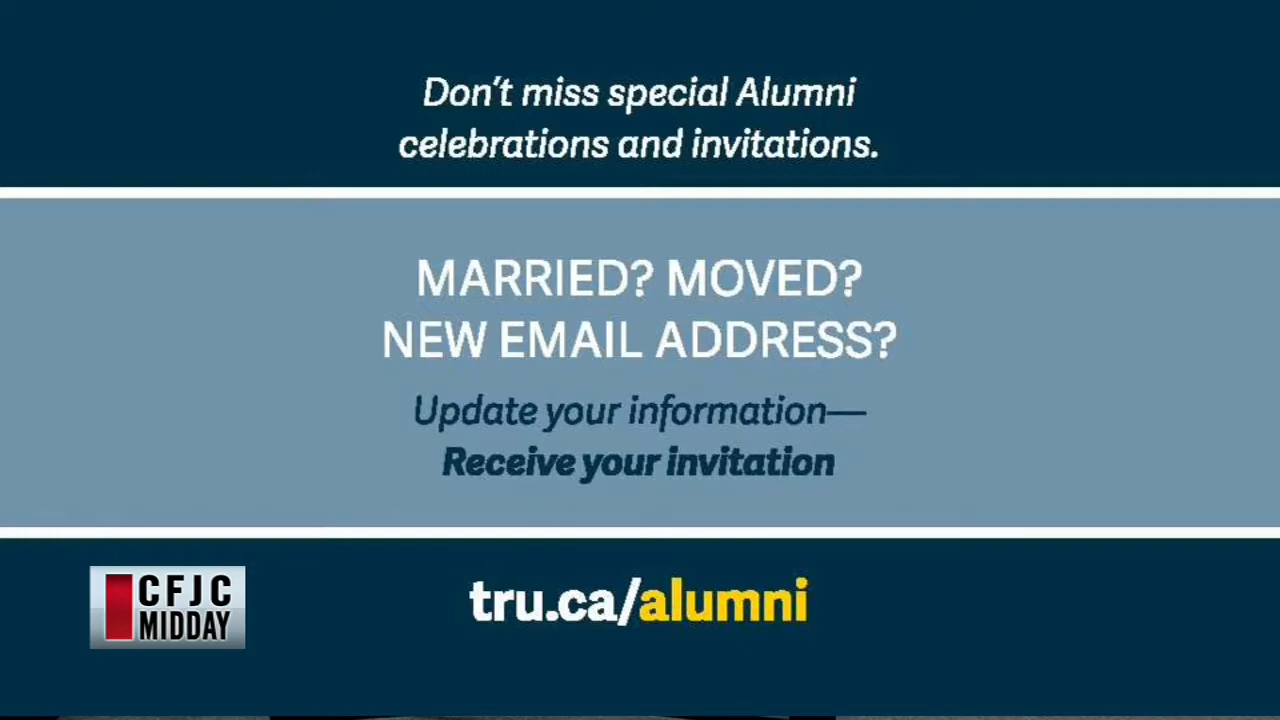 Don't miss special Alumni
celebrations and invitations.
MARRIED? MOVED?
NEW EMAIL ADDRESS?
Update your information—
Receive your invitation
tru.ca/alumni
CFJC
MIDDAY